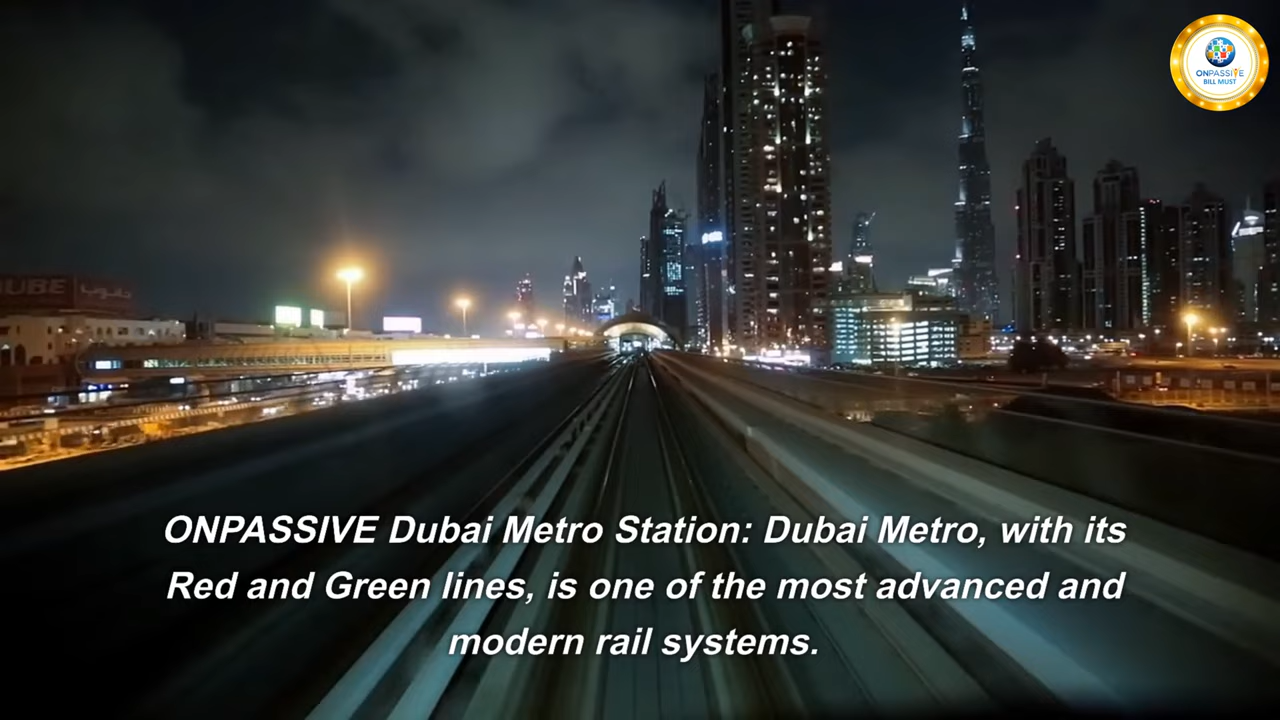 ONPASSIVE
BILL MUST
ONPASSIVE Dubai Metro Station: Dubai Metro, with its
Red and Green lines, is one of the most advanced and
modern rail systems.